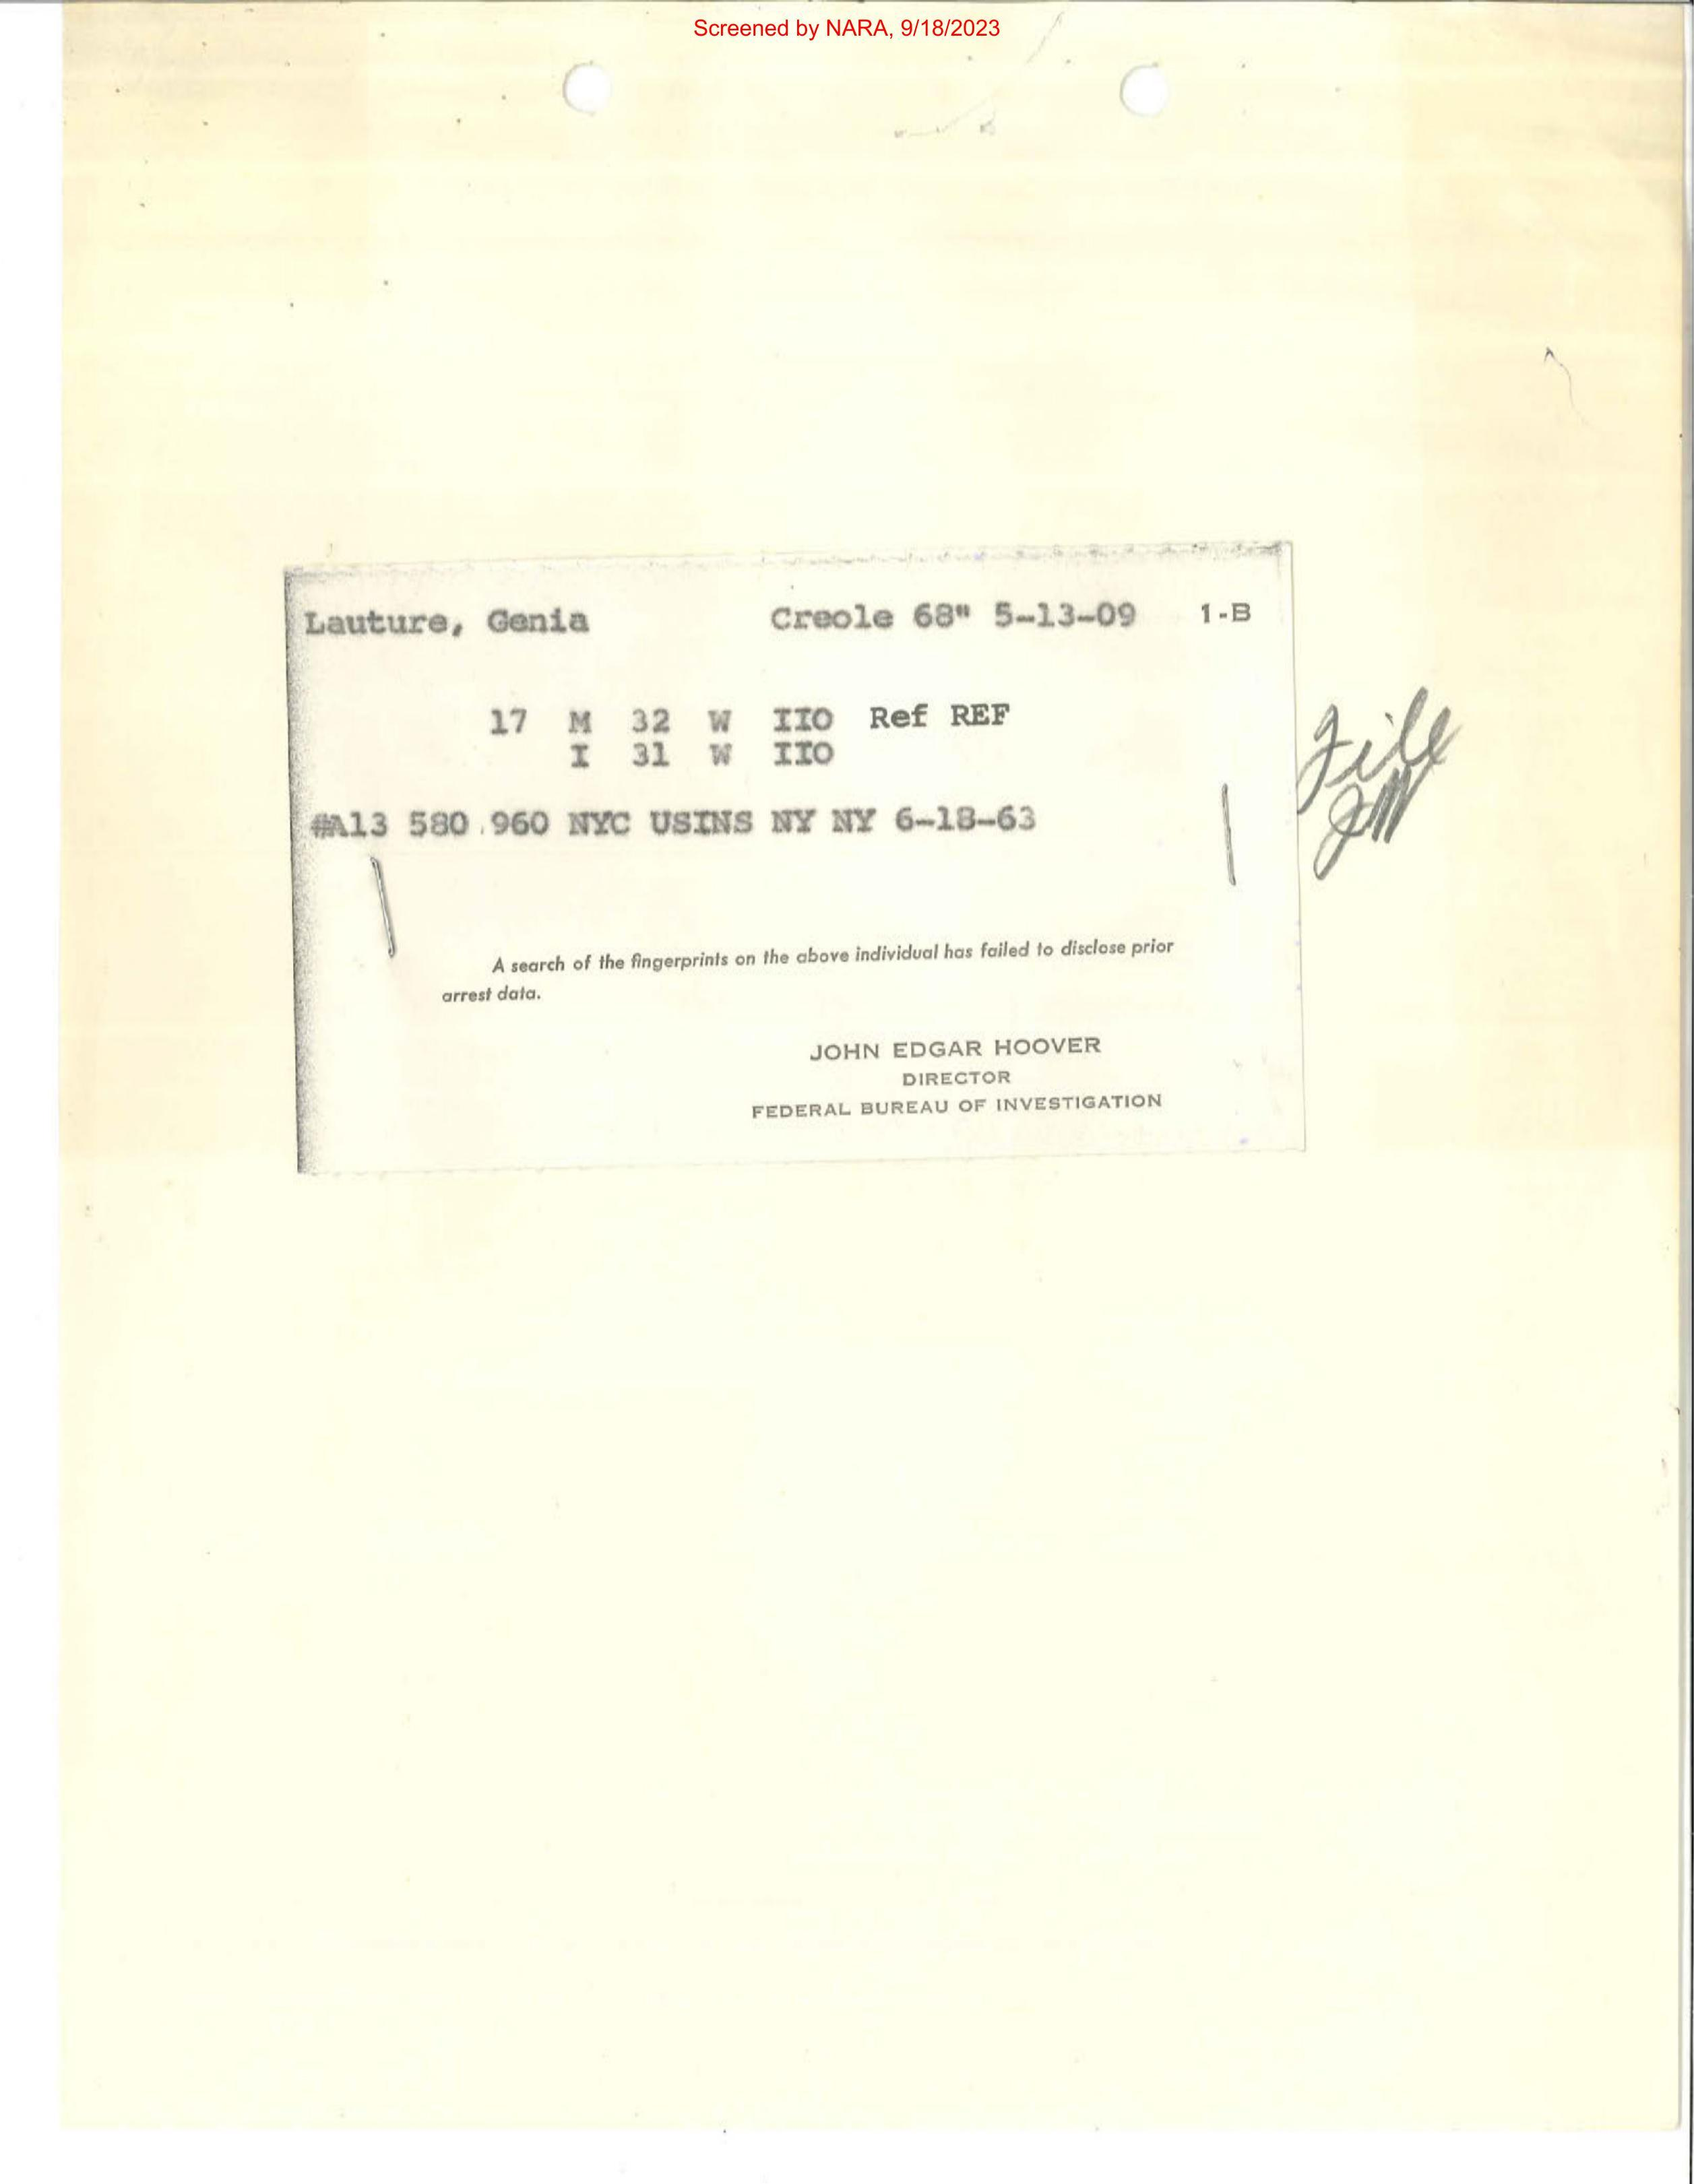 Screened by NARA, 9/18/2023
Lauture, Genia Creole 68" 5-13-09 1-B
17 M 32 W IIO Ref REF
I 31 W IIO
#A13 580 960 NYC USINS NY NY 6-18-63
File
A search of the fingerprints on the above individual has failed to disclose prior
arrest data.
JOHN EDGAR HOOVER
DIRECTOR
FEDERAL BUREAU OF INVESTIGATION